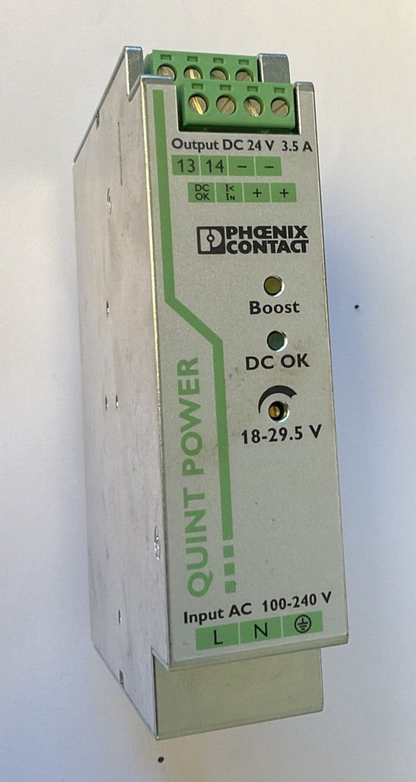 Output DC 24 V 3.5 A
13 14 – –
DC OK I< IN + +
PHŒNIX
CONTACT
Boost
DC OK
18-29.5 V
QUINT POWER
Input AC 100-240 V
L N